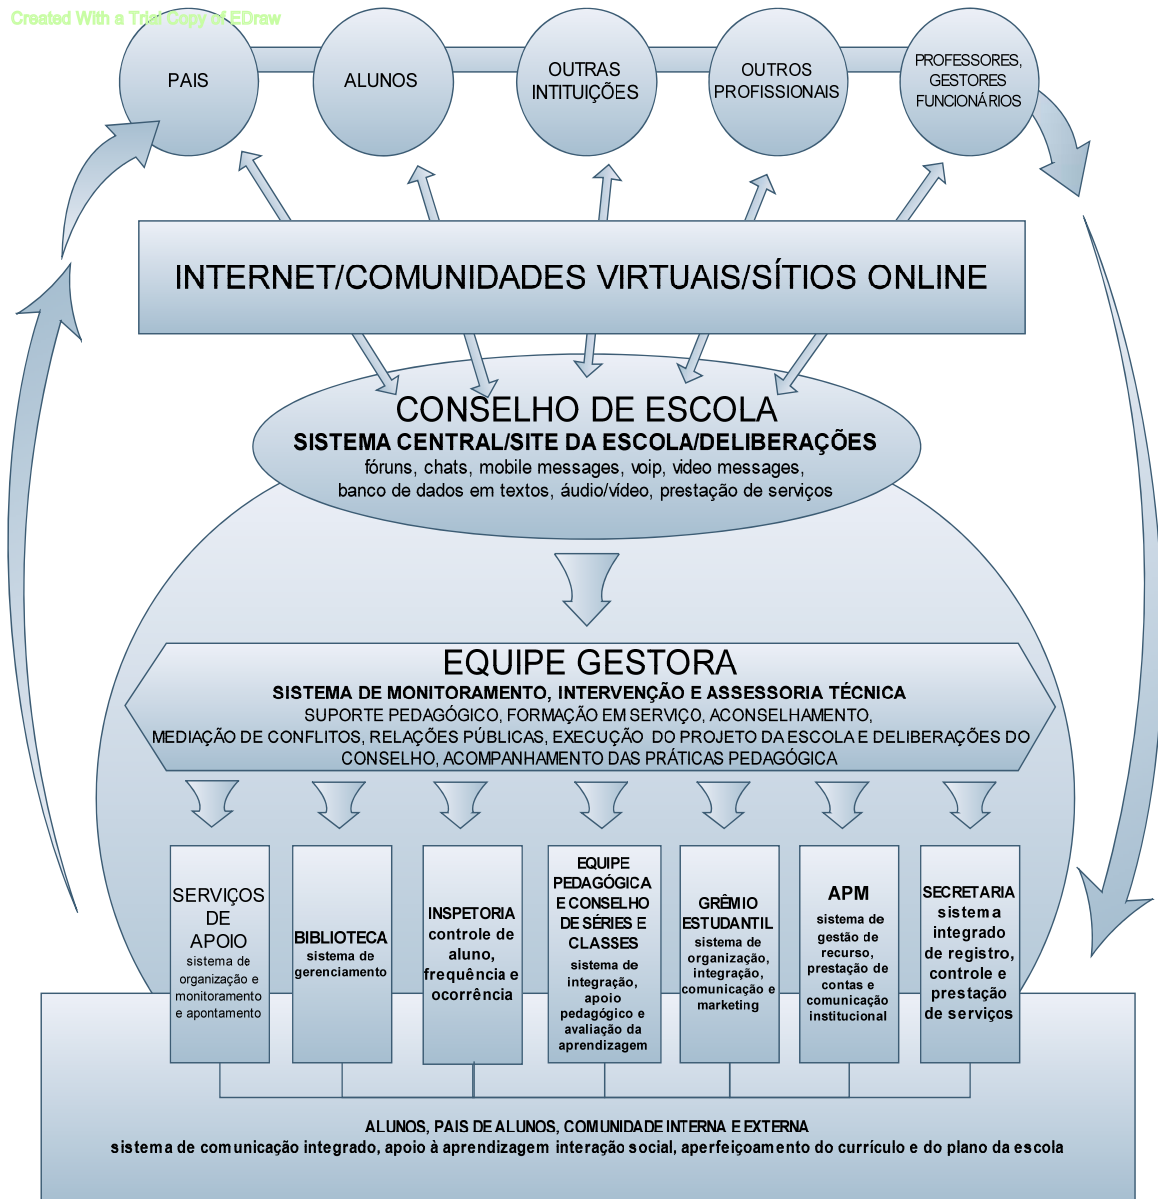 Created With a Trial Copy of EDraw
PAIS
ALUNOS
OUTRAS
INTITUIÇÕES
OUTROS
PROFISSIONAIS
PROFESSORES,
GESTORES
FUNCIONÁRIOS
INTERNET/COMUNIDADES VIRTUAIS/SÍTIOS ONLINE
CONSELHO DE ESCOLA
SISTEMA CENTRAL/SITE DA ESCOLA/DELIBERAÇÕES
fóruns, chats, mobile messages, voip, video messages,
banco de dados em textos, áudio/vídeo, prestação de serviços
EQUIPE GESTORA
SISTEMA DE MONITORAMENTO, INTERVENÇÃO E ASSESSORIA TÉCNICA
SUPORTE PEDAGÓGICO, FORMAÇÃO EM SERVIÇO, ACONSELHAMENTO,
MEDIAÇÃO DE CONFLITOS, RELAÇÕES PÚBLICAS, EXECUÇÃO DO PROJETO DA ESCOLA E DELIBERAÇÕES DO
CONSELHO, ACOMPANHAMENTO DAS PRÁTICAS PEDAGÓGICA
SERVIÇOS
DE
APOIO
sistema de
organização e
monitoramento
e apontamento
BIBLIOTECA
sistema de
gerenciamento
INSPETORIA
controle de
aluno,
frequência e
ocorrência
EQUIPE
PEDAGÓGICA
E CONSELHO
DE SÉRIES E
CLASSES
sistema de
integração,
apoio
pedagógico e
avaliação da
aprendizagem
GRÊMIO
ESTUDANTIL
sistema de
organização,
integração,
comunicação e
marketing
APM
sistema de
gestão de
recurso,
prestação de
contas e
comunicação
institucional
SECRETARIA
sistema
integrado
de registro,
controle e
prestação
de serviços
ALUNOS, PAIS DE ALUNOS, COMUNIDADE INTERNA E EXTERNA
sistema de comunicação integrado, apoio à aprendizagem interação social, aperfeiçoamento do currículo e do plano da escola